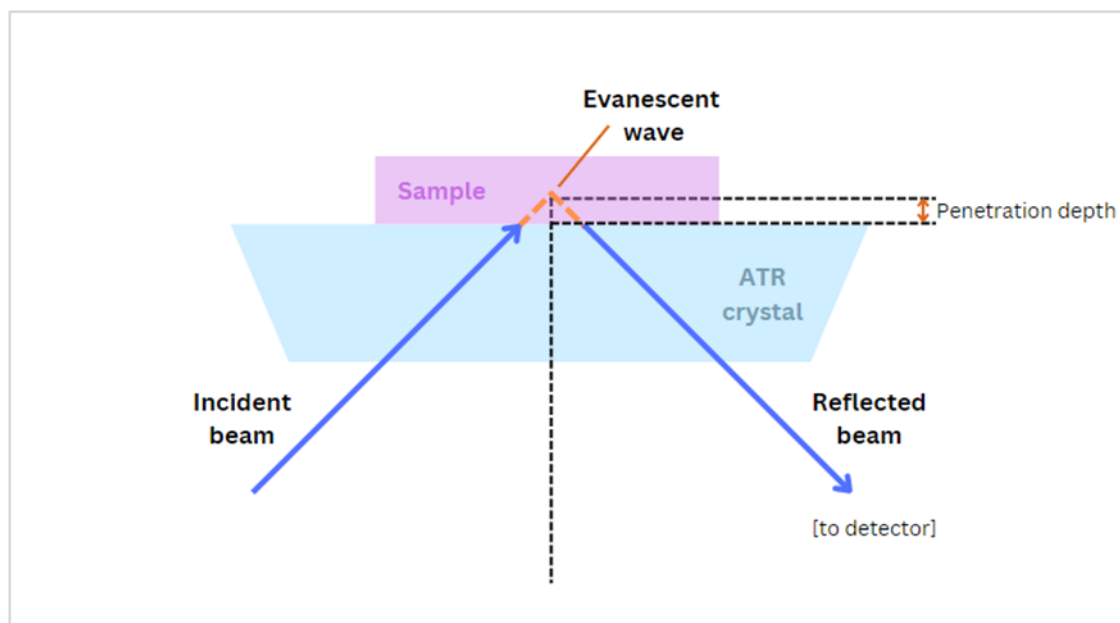 Evanescent
wave
Sample
Penetration depth
ATR
crystal
Incident
beam
Reflected
beam
[to detector]